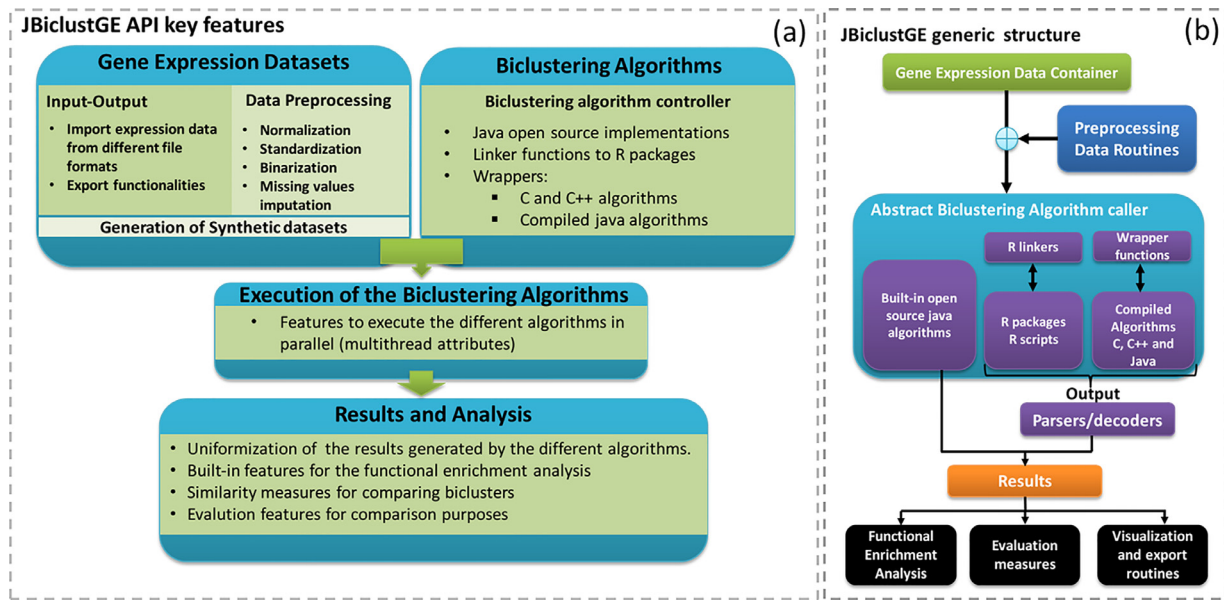 JBiclustGE API key features
(a)
Gene Expression Datasets
Input-Output
• Import expression data
from different file
formats
• Export functionalities
Data Preprocessing
• Normalization
• Standardization
• Binarization
• Missing values
imputation
Generation of Synthetic datasets
Biclustering Algorithms
Biclustering algorithm controller
• Java open source implementations
• Linker functions to R packages
• Wrappers:
▪ C and C++ algorithms
▪ Compiled java algorithms
Execution of the Biclustering Algorithms
• Features to execute the different algorithms in
parallel (multithread attributes)
Results and Analysis
• Uniformization of the results generated by the different algorithms.
• Built-in features for the functional enrichment analysis
• Similarity measures for comparing biclusters
• Evalution features for comparison purposes
JBiclustGE generic structure
(b)
Gene Expression Data Container
Preprocessing
Data Routines
Abstract Biclustering Algorithm caller
R linkers
Wrapper
functions
Built-in open
source java
algorithms
R packages
R scripts
Compiled
Algorithms
C, C++ and
Java
Output
Parsers/decoders
Results
Functional
Enrichment
Analysis
Evaluation
measures
Visualization
and export
routines